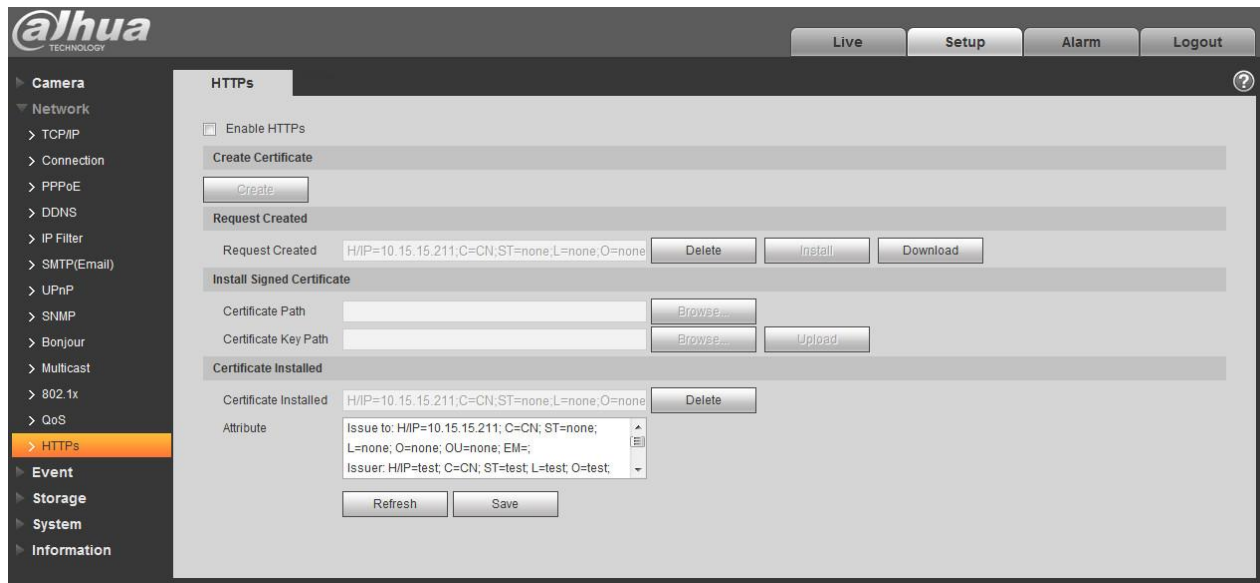 alhua
TECHNOLOGY
Live Setup Alarm Logout
Camera
Network
TCP/IP
Connection
PPPoE
DDNS
IP Filter
SMTP(Email)
UPnP
SNMP
Bonjour
Multicast
802.1x
QoS
HTTPs
Event
Storage
System
Information
HTTPs
?
Enable HTTPs
Create Certificate
Create
Request Created
Request Created H/IP=10.15.15.211;C=CN;ST=none;L=none;O=none Delete Install Download
Install Signed Certificate
Certificate Path Browse...
Certificate Key Path Browse... Upload
Certificate Installed
Certificate Installed H/IP=10.15.15.211;C=CN;ST=none;L=none;O=none Delete
Attribute
Issue to: H/IP=10.15.15.211; C=CN; ST=none;
L=none; O=none; OU=none; EM=;
Issuer: H/IP=test; C=CN; ST=test; L=test; O=test;
Refresh Save